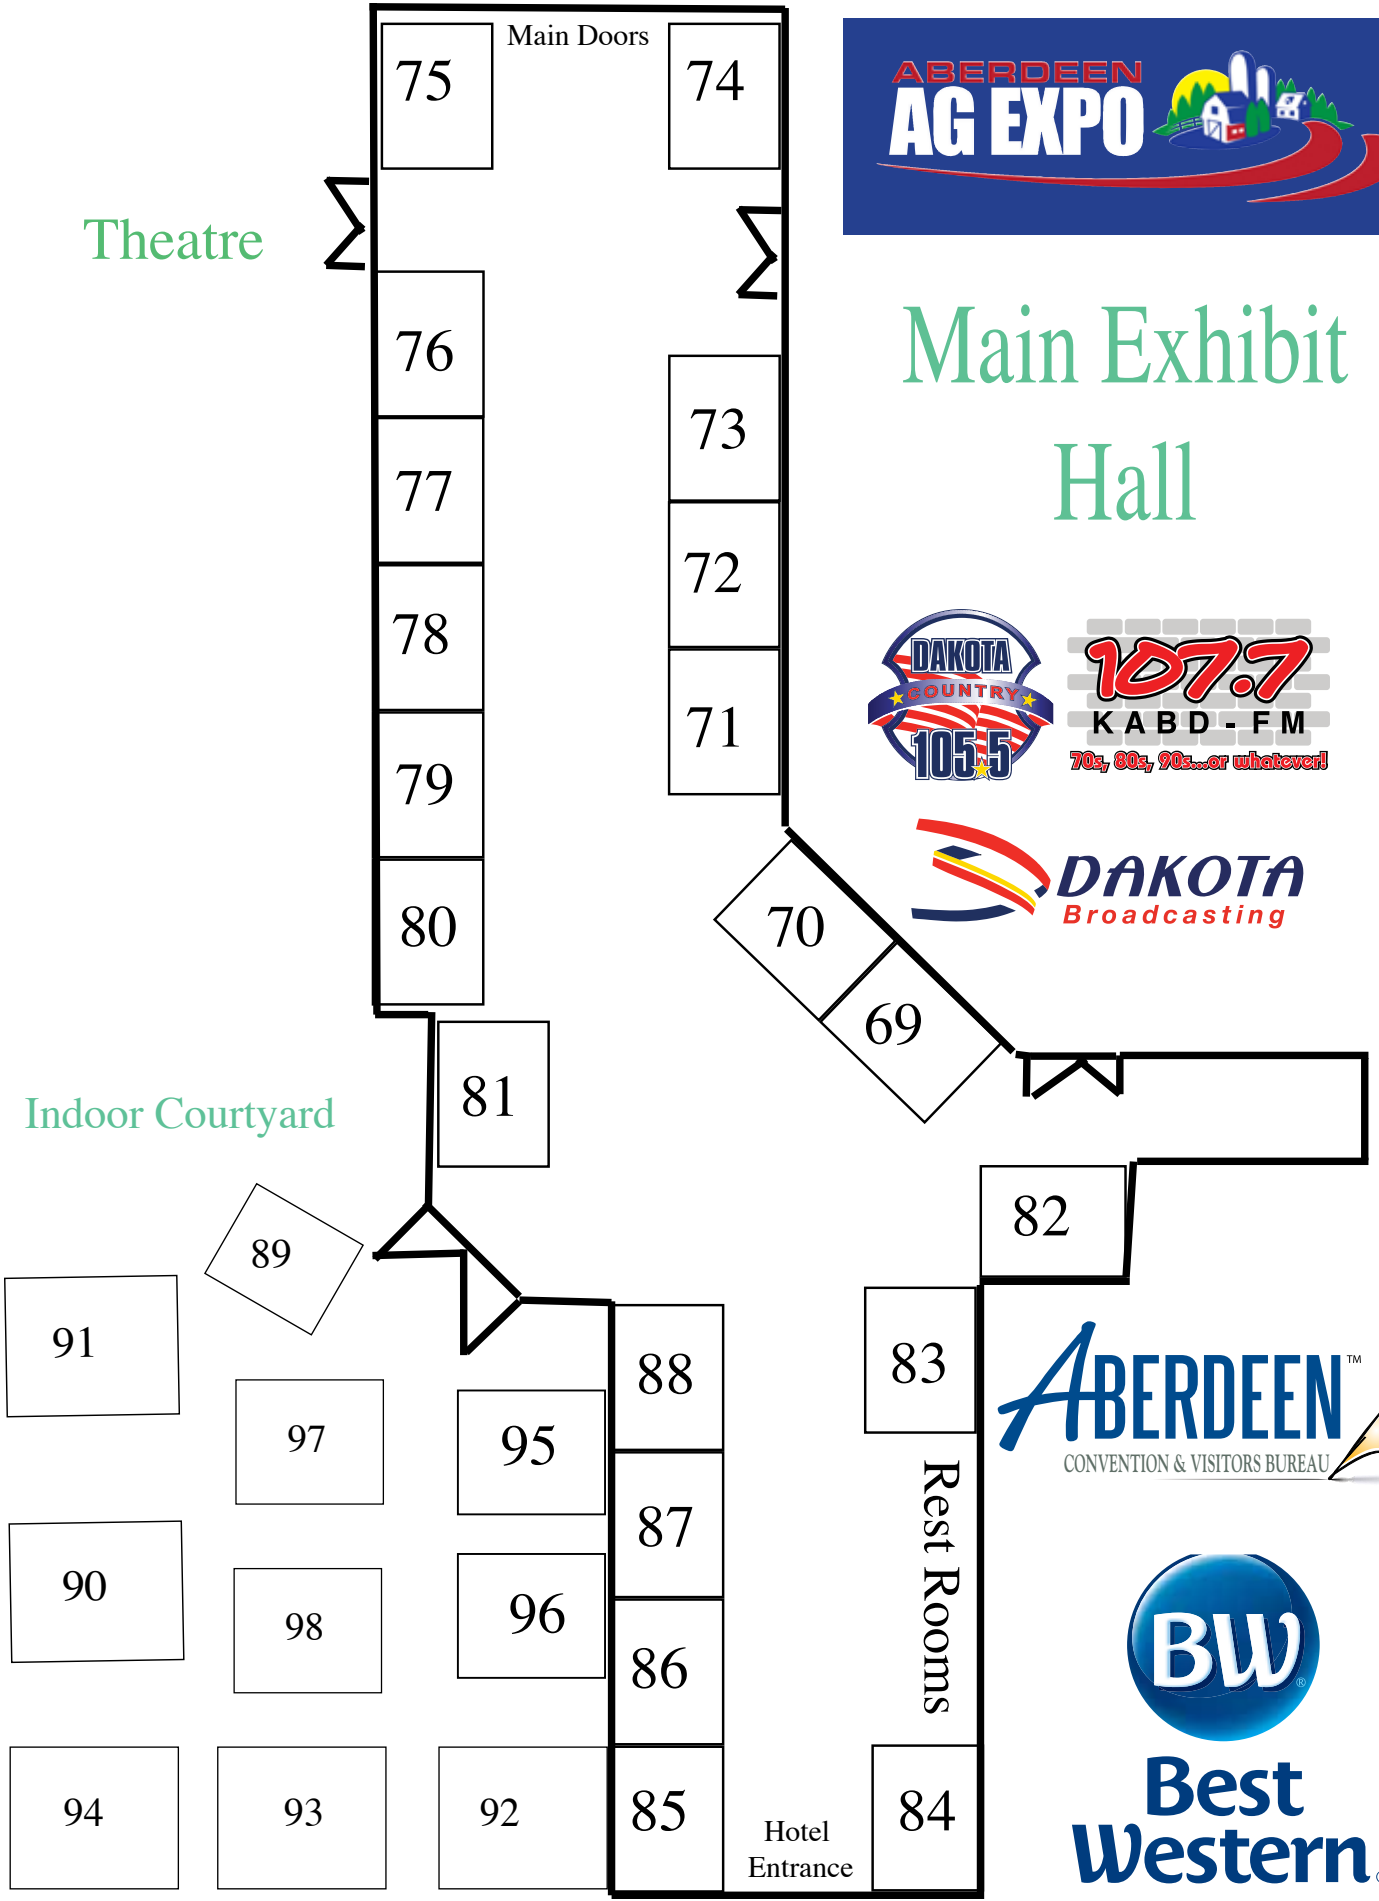 Main Doors
75
74
ABERDEEN
AG EXPO
Theatre
Main Exhibit
Hall
76
73
77
72
78
71
79
80
DAKOTA
COUNTRY
105.5
107.7
KABD-FM
70s, 80s, 90s...or whatever!
DAKOTA
Broadcasting
70
69
81
Indoor Courtyard
82
89
91
88
83
97
95
ABERDEEN™
CONVENTION & VISITORS BUREAU
Rest Rooms
87
90
98
96
86
BW®
Best
Western
94
93
92
85
84
Hotel
Entrance